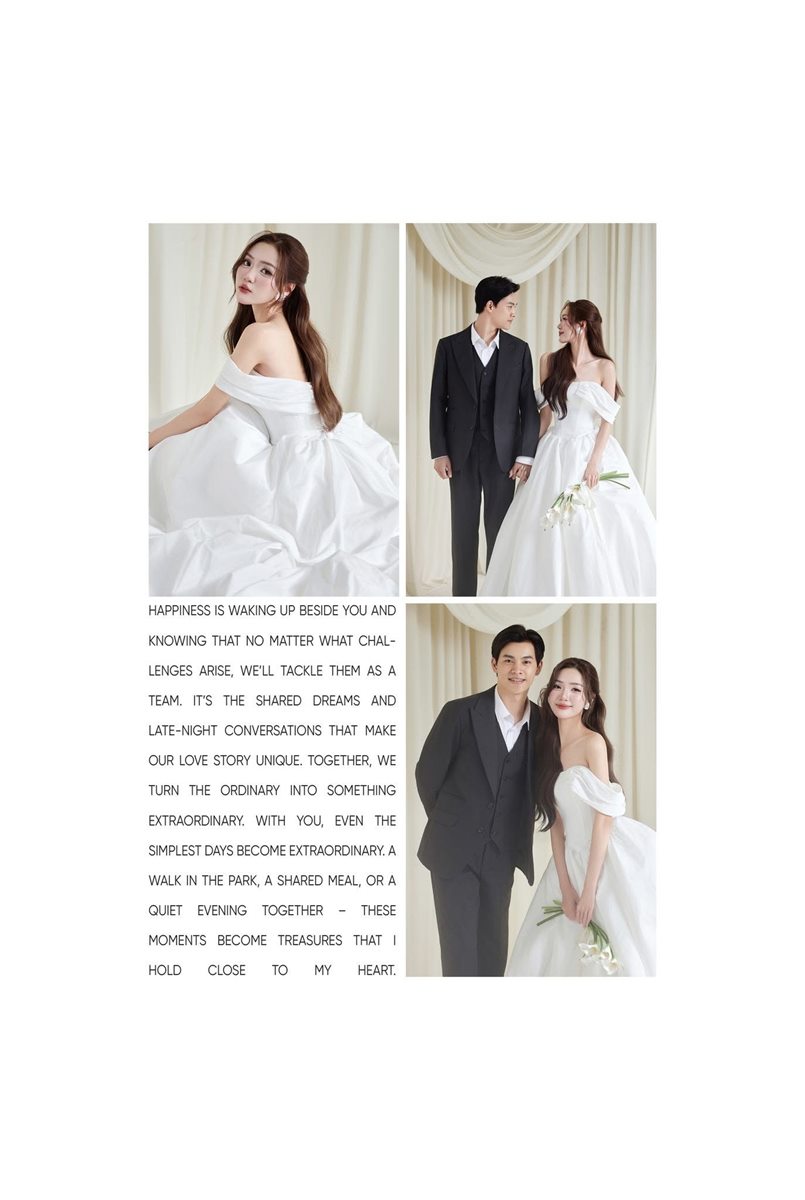 HAPPINESS IS WAKING UP BESIDE YOU AND
KNOWING THAT NO MATTER WHAT CHAL-
LENGES ARISE, WE'LL TACKLE THEM AS A
TEAM. IT'S THE SHARED DREAMS AND
LATE-NIGHT CONVERSATIONS THAT MAKE
OUR LOVE STORY UNIQUE. TOGETHER, WE
TURN THE ORDINARY INTO SOMETHING
EXTRAORDINARY. WITH YOU, EVEN THE
SIMPLEST DAYS BECOME EXTRAORDINARY. A
WALK IN THE PARK, A SHARED MEAL, OR A
QUIET EVENING TOGETHER – THESE
MOMENTS BECOME TREASURES THAT I
HOLD CLOSE TO MY HEART.